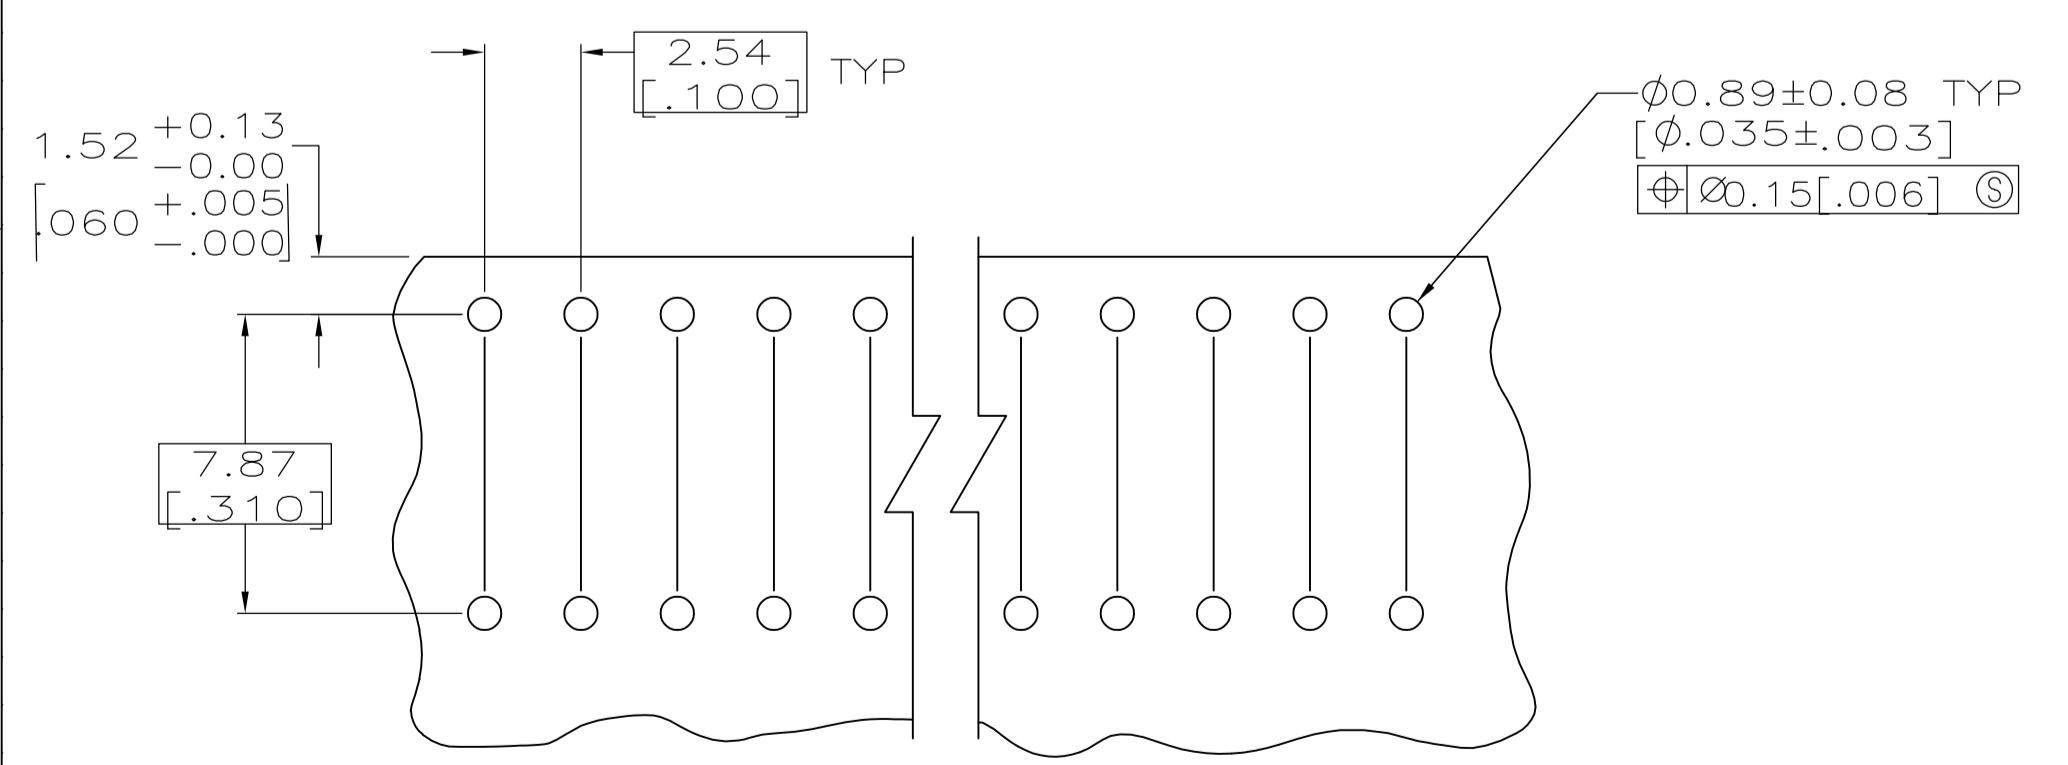 2.54 TYP
[.100]
Ø0.89±0.08 TYP
[Ø.035±.003]
⌖ Ø0.15[.006] Ⓢ
1.52 +0.13 -0.00
[.060 +.005 -.000]
7.87
[.310]